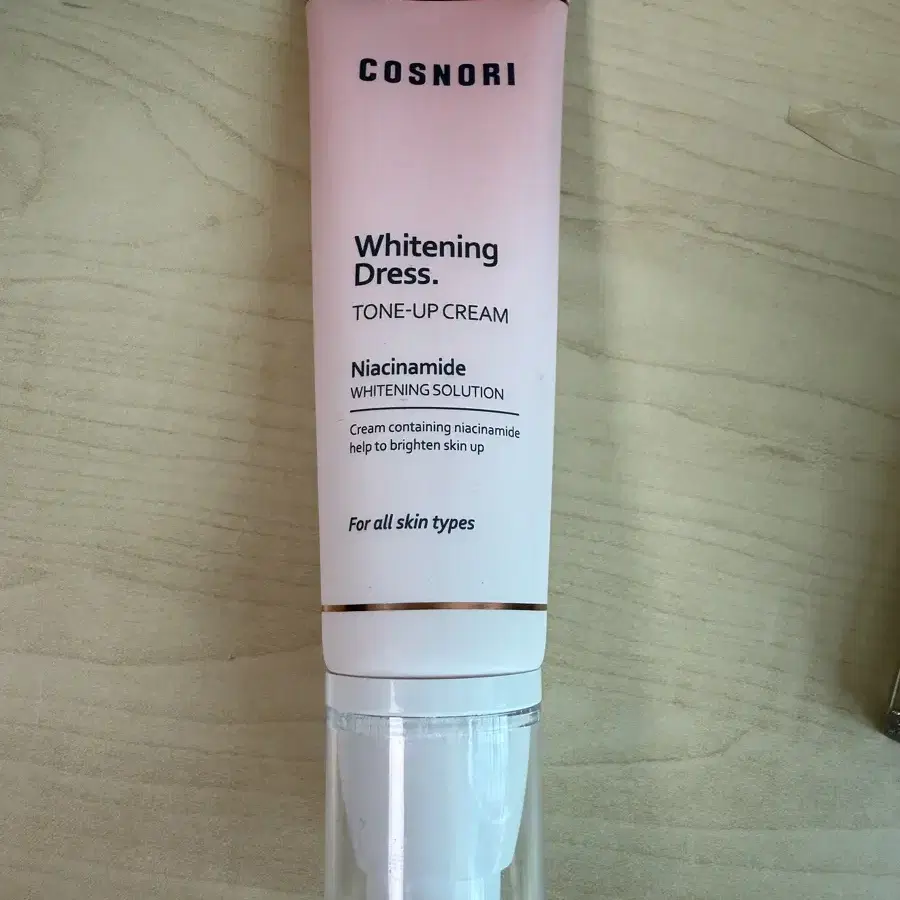 COSNORI
Whitening
Dress.
TONE-UP CREAM
Niacinamide
WHITENING SOLUTION
Cream containing niacinamide
help to brighten skin up
For all skin types